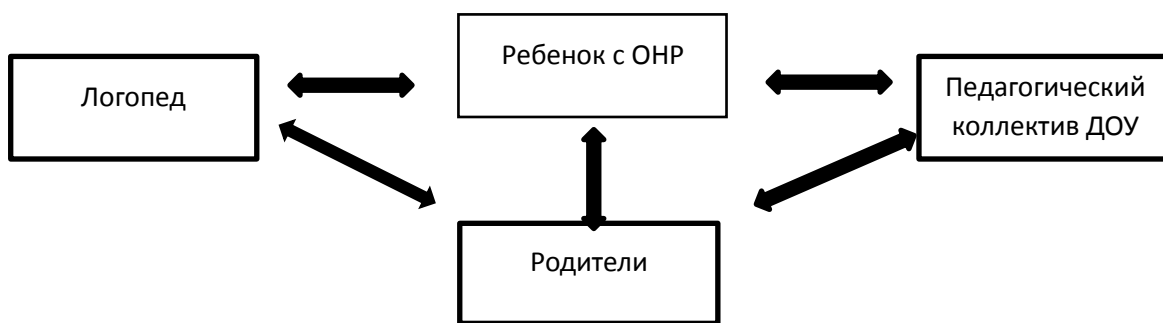 Ребенок с ОНР
Логопед
Педагогический
коллектив ДОУ
Родители